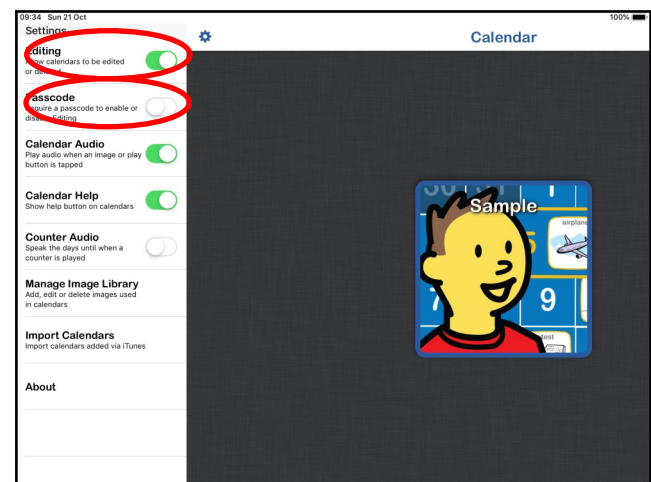 09:34 Sun 21 Oct
100%
Settings
Calendar
Editing
Allow calendars to be edited
or
Passcode
Require a passcode to enable or
Editing
Calendar Audio
Play audio when an image or play
button is tapped
Calendar Help
Show help button on calendars
Counter Audio
Speak the days until when a
counter is played
Manage Image Library
Add, edit or delete images used
in calendars
Import Calendars
Import calendars added via iTunes
About
Sample
airplane
9
test